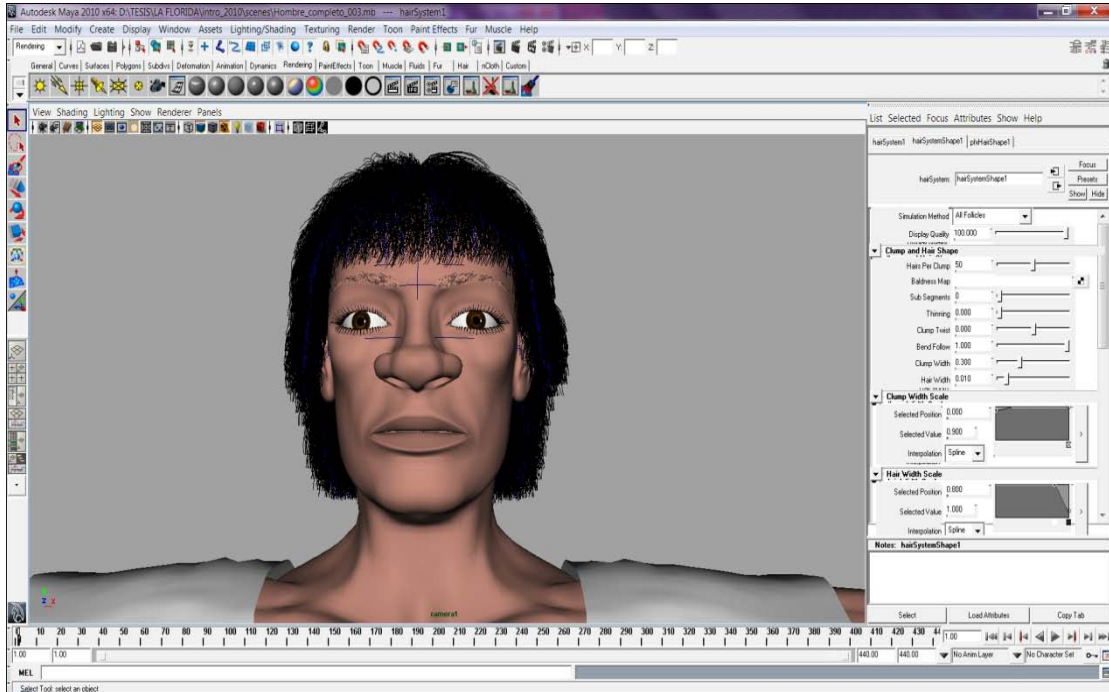 Autodesk Maya 2010 x64: D:\TESIS\LA FLORIDA\intro_2010\scenes\Hombre_completo_003.mb --- hairSystem1
File Edit Modify Create Display Window Assets Lighting/Shading Texturing Render Toon Paint Effects Fur Muscle Help
Rendering X: Y: Z:
General Curves Surfaces Polygons Subdivs Deformation Animation Dynamics Rendering PaintEffects Toon Muscle Fluids Fur Hair nCloth Custom
View Shading Lighting Show Renderer Panels
camera1
z x
List Selected Focus Attributes Show Help
hairSystem1 hairSystemShape1 pfxHairShape1
hairSystem: hairSystemShape1
Focus
Presets
Show Hide
Simulation Method All Follicles
Display Quality 100.000
Clump and Hair Shape
Hairs Per Clump 50
Baldness Map
Sub Segments 0
Thinning 0.000
Clump Twist 0.000
Bend Follow 1.000
Clump Width 0.300
Hair Width 0.010
Clump Width Scale
Selected Position 0.000
Selected Value 0.900
Interpolation Spline
Hair Width Scale
Selected Position 0.800
Selected Value 1.000
Interpolation Spline
Notes: hairSystemShape1
Select Load Attributes Copy Tab
10 20 30 40 50 60 70 80 90 100 110 120 130 140 150 160 170 180 190 200 210 220 230 240 250 260 270 280 290 300 310 320 330 340 350 360 370 380 390 400 410 420 430 44 1.00
1.00 1.00 440.00 440.00 No Anim Layer No Character Set
MEL
Select Tool: select an object